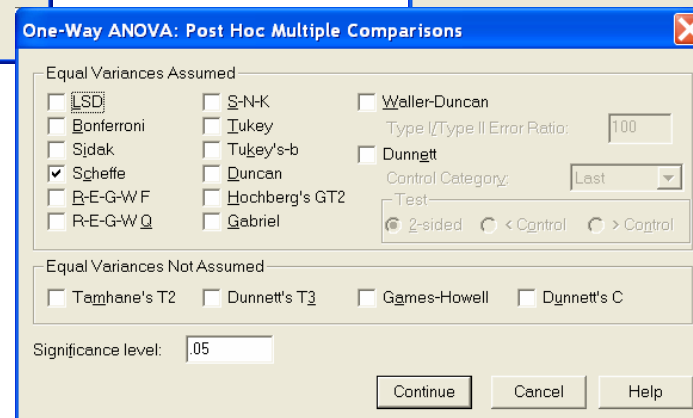 One-Way ANOVA: Post Hoc Multiple Comparisons
Equal Variances Assumed
LSD
Bonferroni
Sidak
Scheffe
R-E-G-W F
R-E-G-W Q
S-N-K
Tukey
Tukey's-b
Duncan
Hochberg's GT2
Gabriel
Waller-Duncan
Type I/Type II Error Ratio: 100
Dunnett
Control Category: Last
Test
2-sided < Control > Control
Equal Variances Not Assumed
Tamhane's T2 Dunnett's T3 Games-Howell Dunnett's C
Significance level: .05
Continue Cancel Help